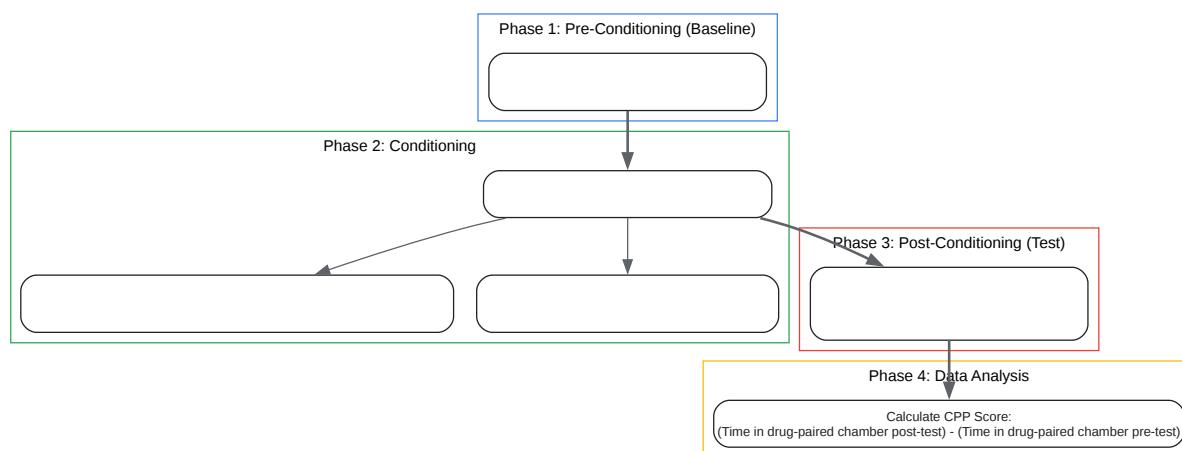 Phase 1: Pre-Conditioning (Baseline)
Phase 2: Conditioning
Phase 3: Post-Conditioning (Test)
Phase 4: Data Analysis
Calculate CPP Score:
(Time in drug-paired chamber post-test) - (Time in drug-paired chamber pre-test)